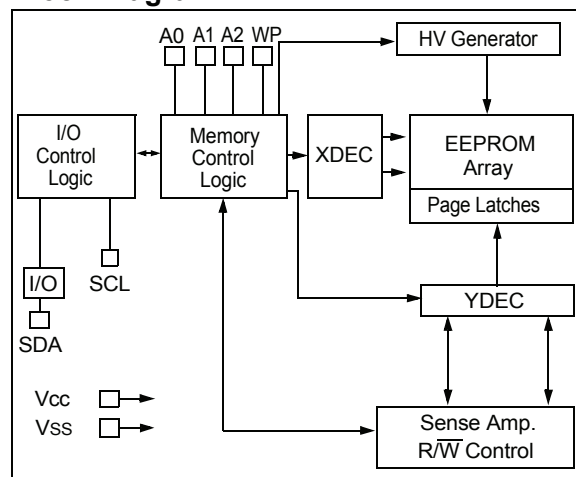 A0 A1 A2 WP
HV Generator
I/O
Control
Logic
Memory
Control
Logic
XDEC
EEPROM
Array
Page Latches
I/O
SCL
SDA
YDEC
Vcc
Vss
Sense Amp.
R/W̅ Control